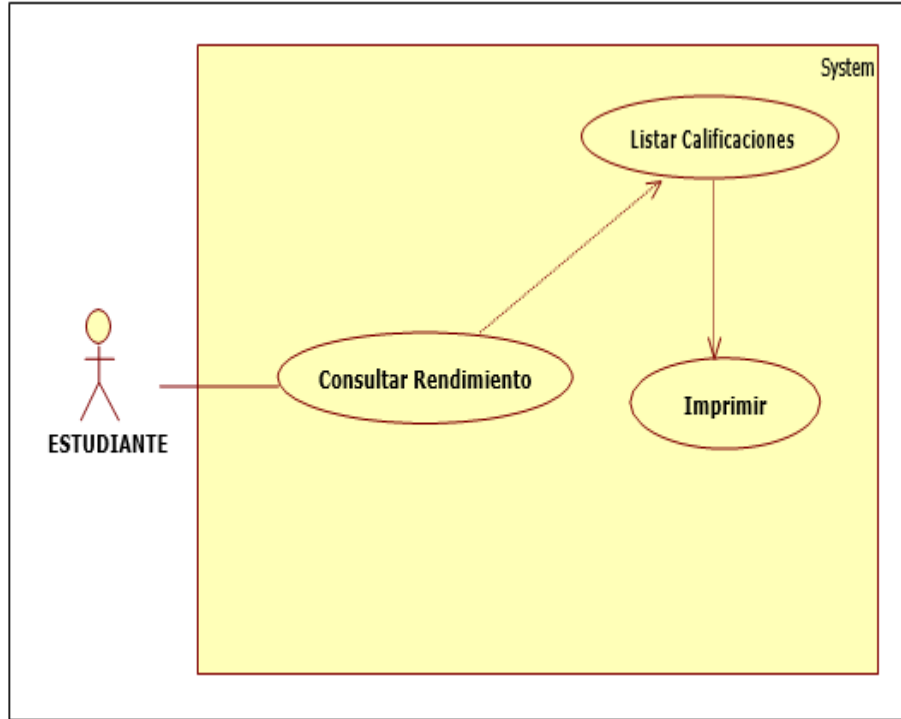 System
Listar Calificaciones
Consultar Rendimiento
Imprimir
ESTUDIANTE